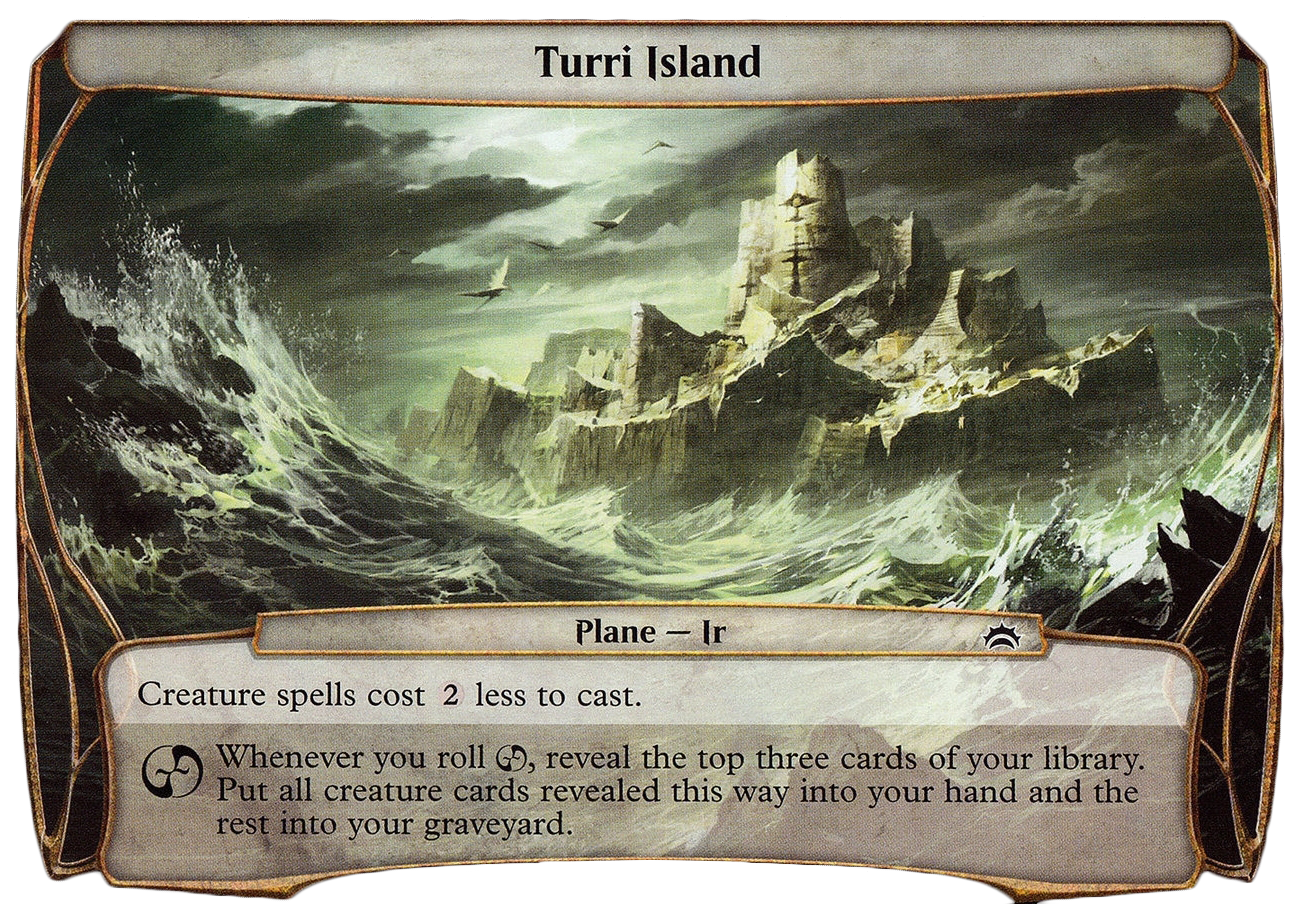 Turri Island
Plane — Ir
Creature spells cost 2 less to cast.
Whenever you roll , reveal the top three cards of your library.
Put all creature cards revealed this way into your hand and the
rest into your graveyard.